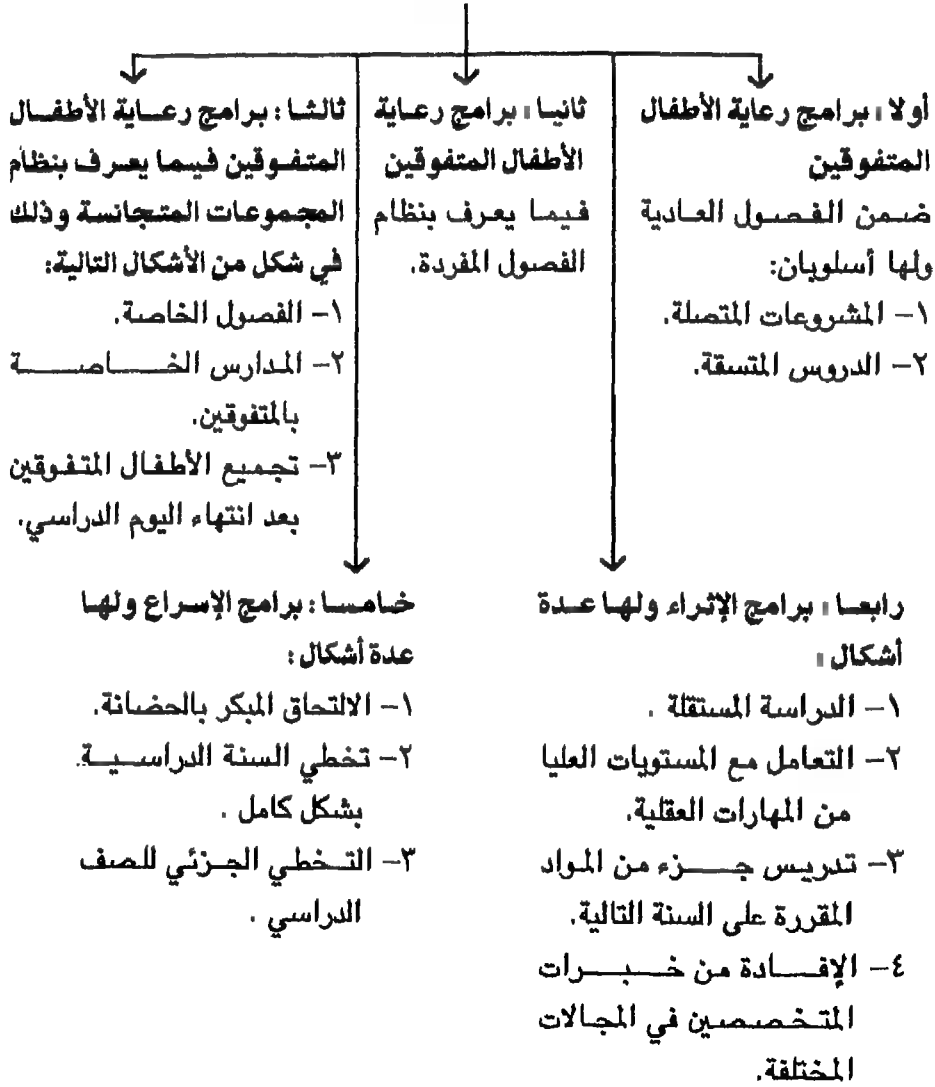 أولا : برامج رعاية الأطفال
المتفوقين
ضمن الفصول العادية
ولها أسلوبان:
١- المشروعات المتصلة.
٢- الدروس المتسقة.
ثانيا : برامج رعاية
الأطفال المتفوقين
فيما يعرف بنظام
الفصول المفردة.
ثالثا : برامج رعاية الأطفال
المتفوقين فيما يعرف بنظام
المجموعات المتجانسة وذلك
في شكل من الأشكال التالية:
١- الفصول الخاصة.
٢- المدارس الخاصة
بالمتفوقين.
٣- تجميع الأطفال المتفوقين
بعد انتهاء اليوم الدراسي.
رابعا : برامج الإثراء ولها عدة
أشكال :
١- الدراسة المستقلة .
٢- التعامل مع المستويات العليا
من المهارات العقلية.
٣- تدريس جزء من المواد
المقررة على السنة التالية.
٤- الإفادة من خبرات
المتخصصين في المجالات
المختلفة.
خامسا : برامج الإسراع ولها
عدة أشكال :
١- الالتحاق المبكر بالحضانة.
٢- تخطي السنة الدراسية
بشكل كامل .
٣- التخطي الجزئي للصف
الدراسي .